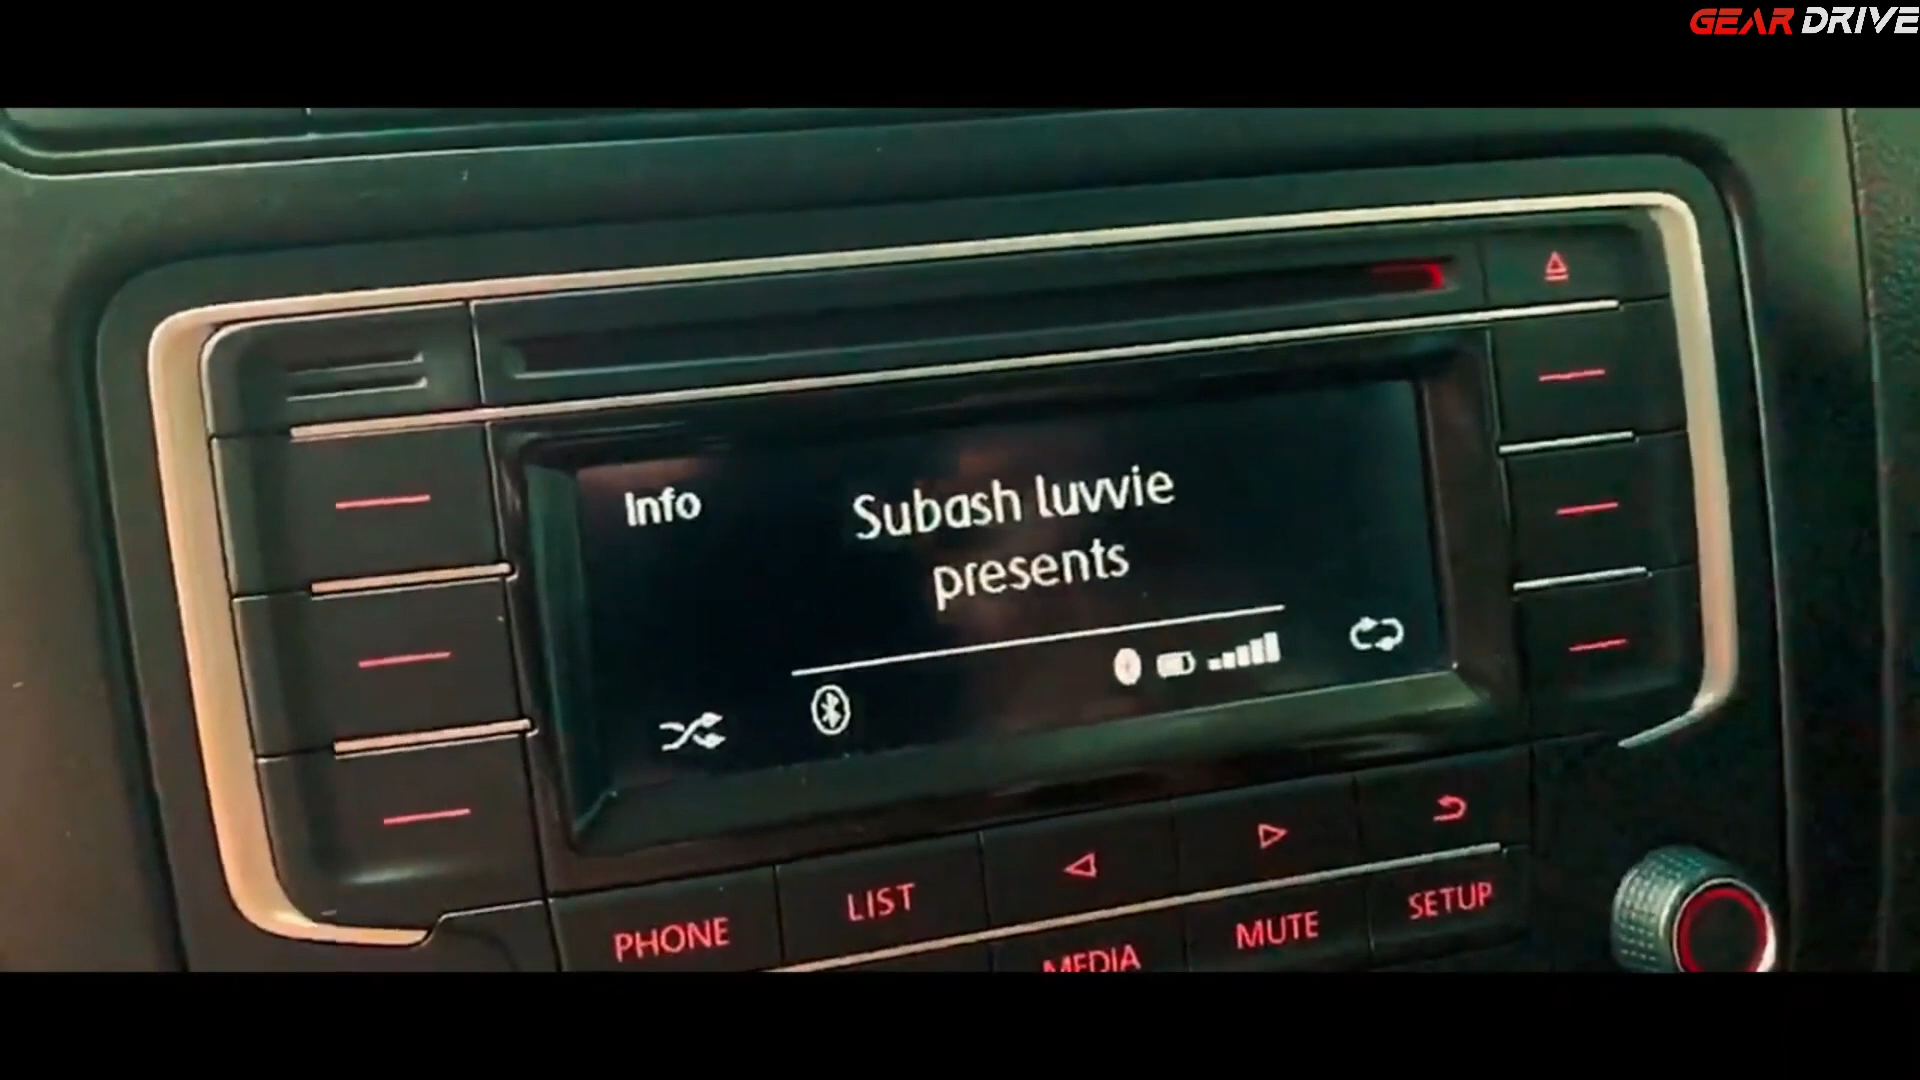 GEAR DRIVE
Info
Subash luvvie
presents
PHONE
LIST
MEDIA
MUTE
SETUP